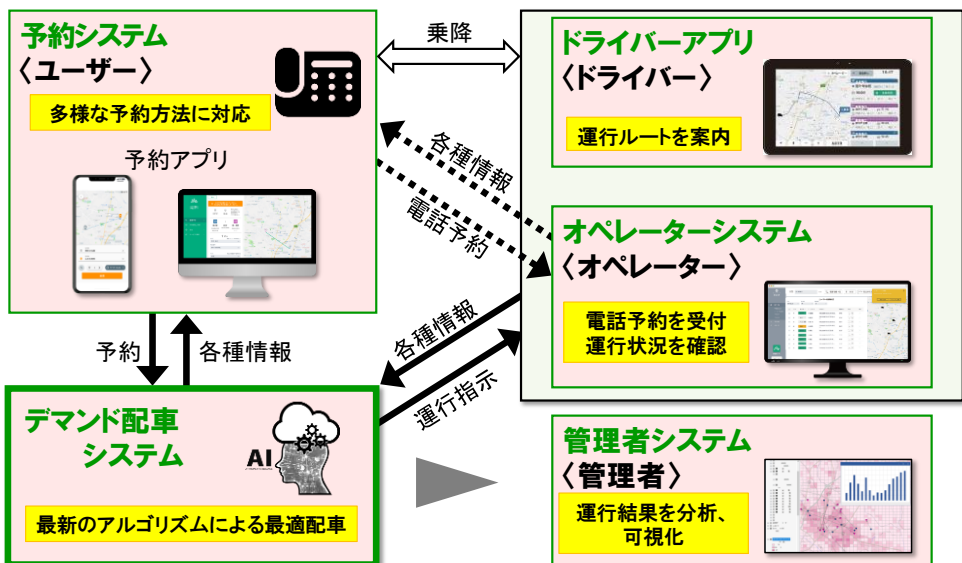 予約システム
〈ユーザー〉
多様な予約方法に対応
予約アプリ
乗降
各種情報
電話予約
ドライバーアプリ
〈ドライバー〉
運行ルートを案内
オペレーターシステム
〈オペレーター〉
電話予約を受付
運行状況を確認
予約
各種情報
各種情報
運行指示
デマンド配車
システム
AI
最新のアルゴリズムによる最適配車
管理者システム
〈管理者〉
運行結果を分析、
可視化